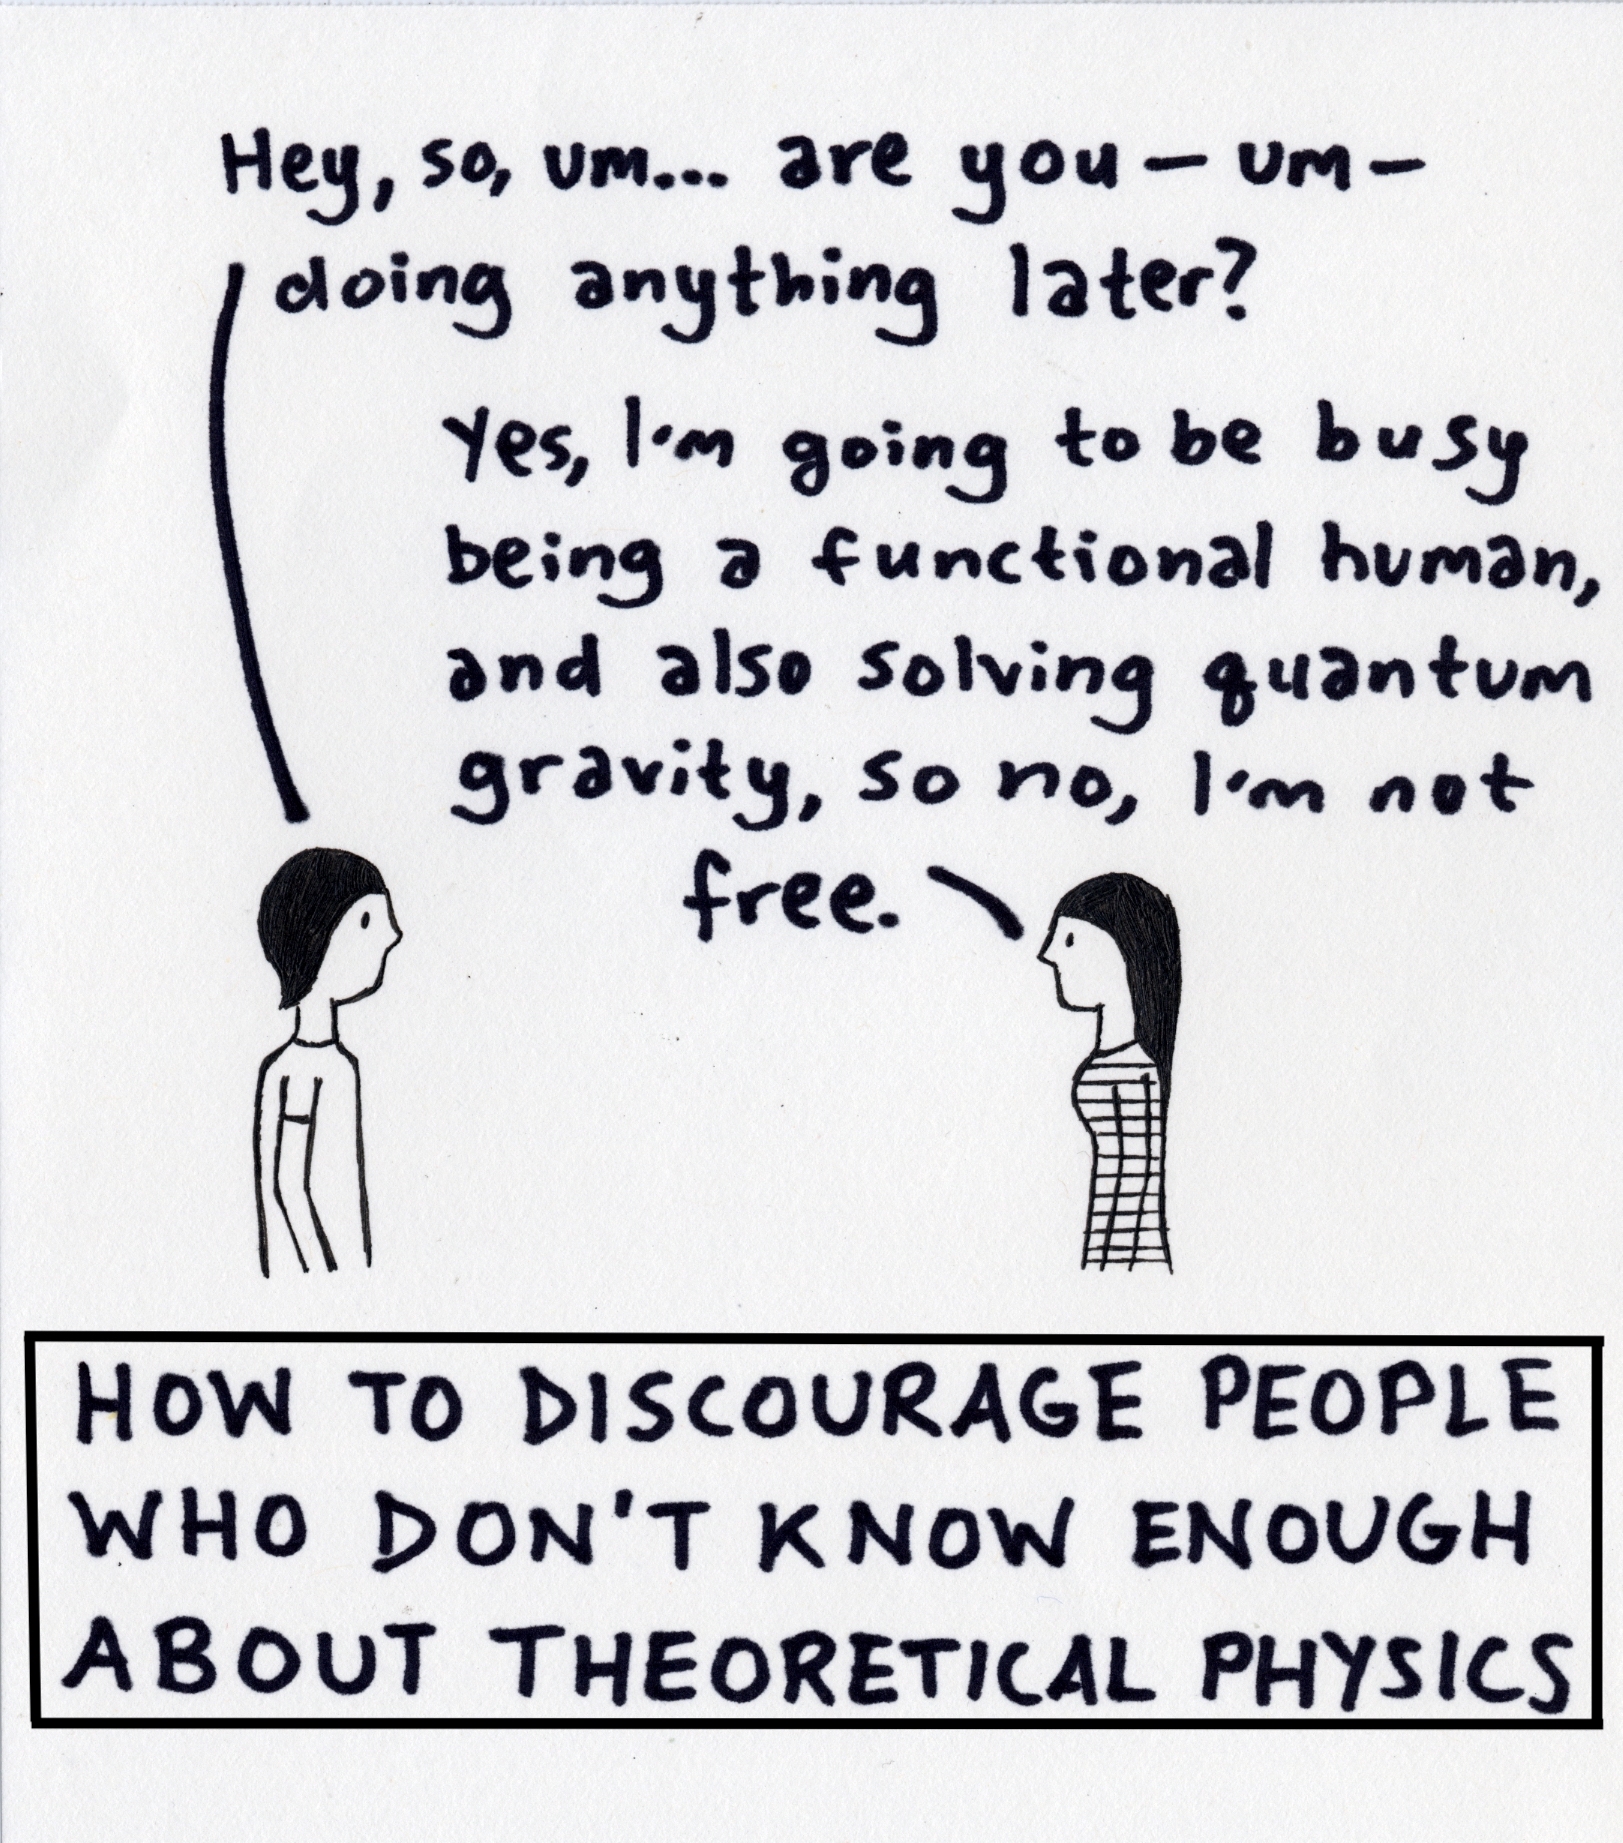 Hey, so, um... are you — um —
doing anything later?
Yes, I'm going to be busy
being a functional human,
and also solving quantum
gravity, so no, I'm not
free.
HOW TO DISCOURAGE PEOPLE
WHO DON'T KNOW ENOUGH
ABOUT THEORETICAL PHYSICS